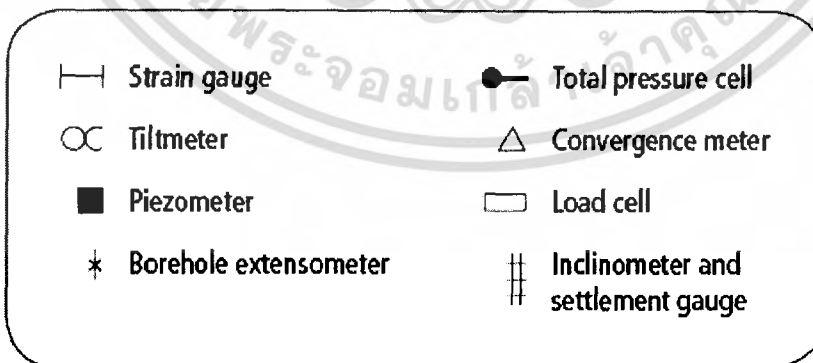 Strain gauge
Tiltmeter
Piezometer
Borehole extensometer
Total pressure cell
Convergence meter
Load cell
Inclinometer and
settlement gauge